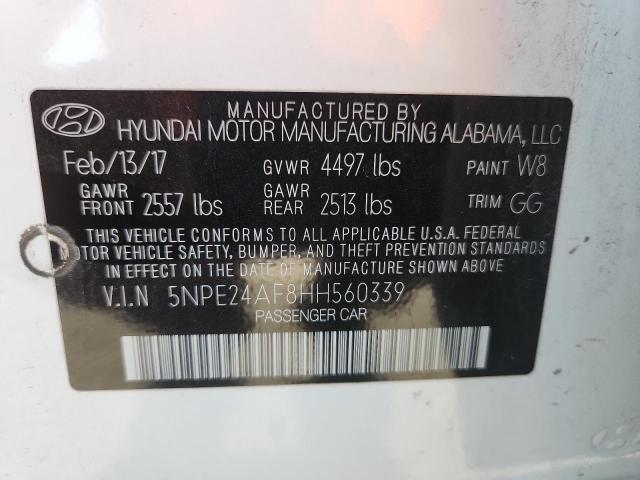 MANUFACTURED BY
HYUNDAI MOTOR MANUFACTURING ALABAMA, LLC
Feb/13/17 GVWR 4497 lbs PAINT W8
GAWR FRONT 2557 lbs GAWR REAR 2513 lbs TRIM GG
THIS VEHICLE CONFORMS TO ALL APPLICABLE U.S.A. FEDERAL
MOTOR VEHICLE SAFETY, BUMPER, AND THEFT PREVENTION STANDARDS
IN EFFECT ON THE DATE OF MANUFACTURE SHOWN ABOVE.
V.I.N 5NPE24AF8HH560339
PASSENGER CAR